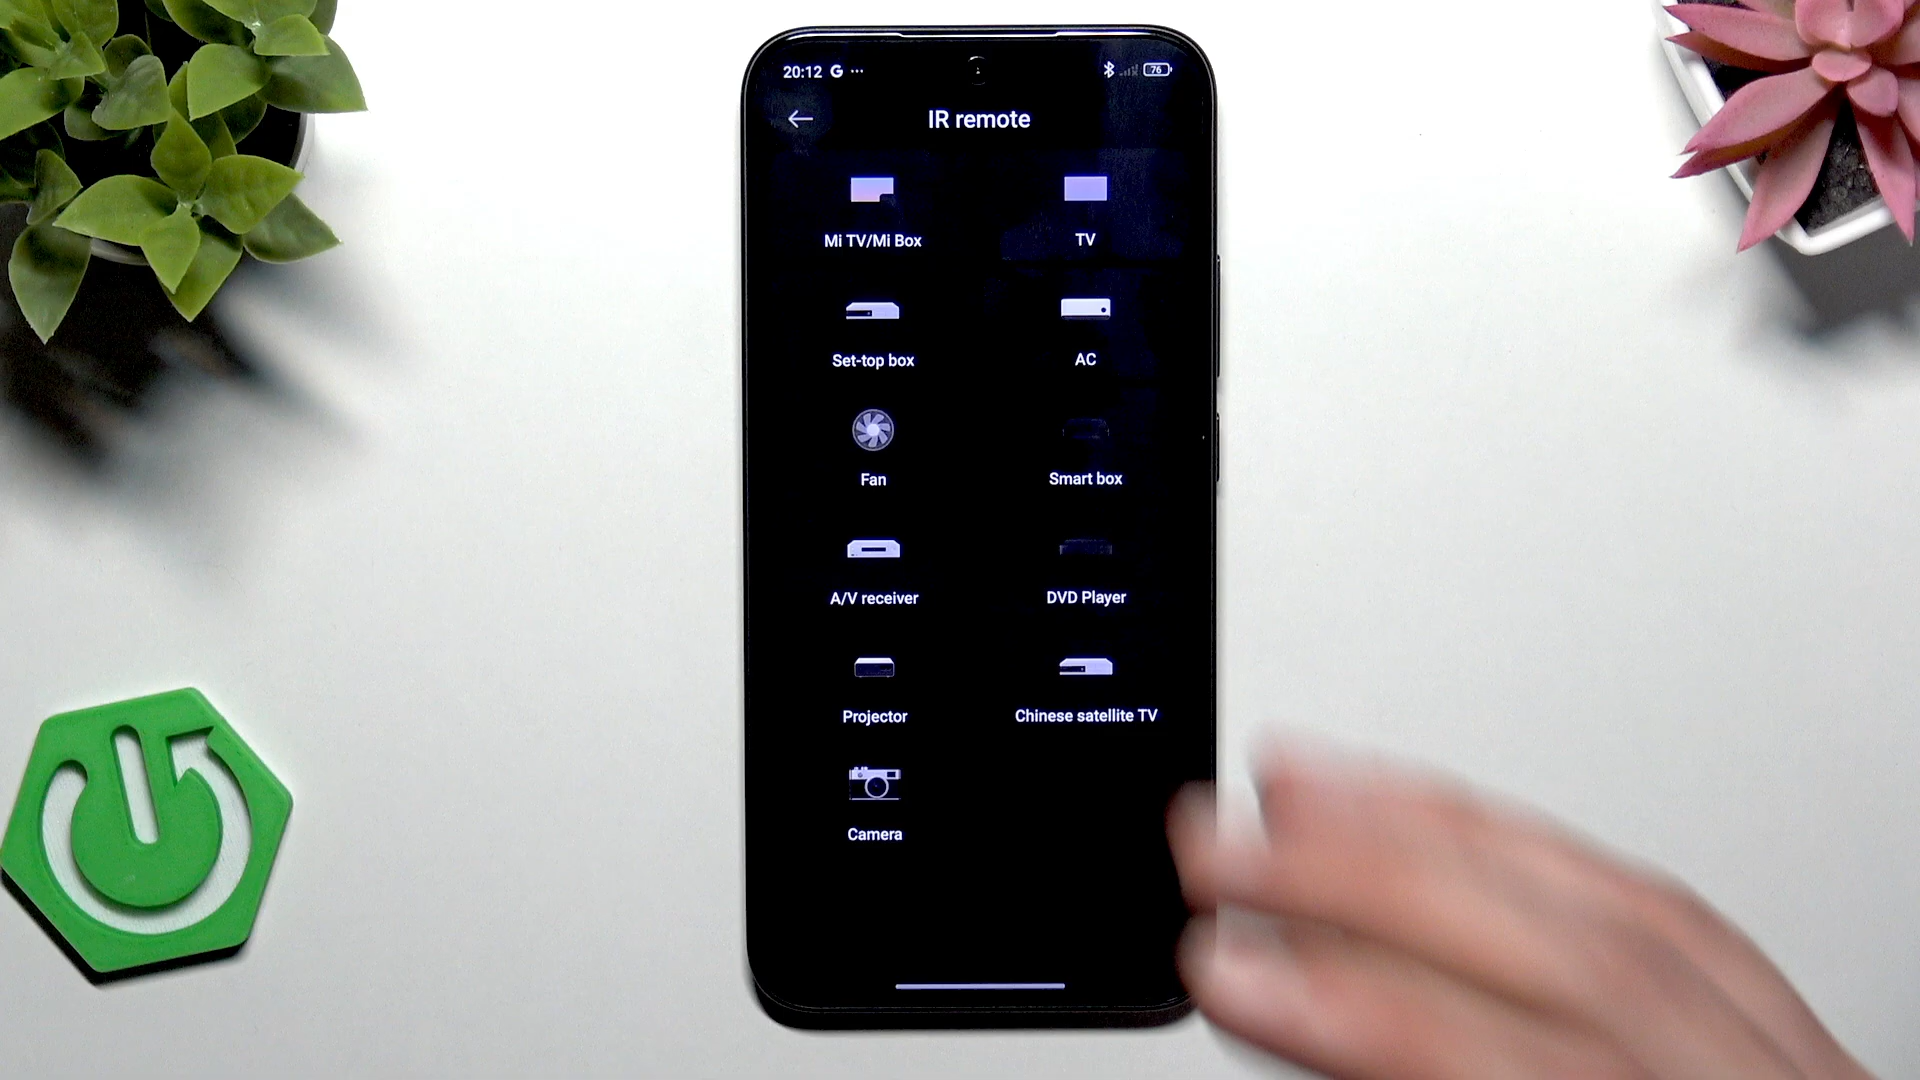 20:12 G ··· 76
IR remote
Mi TV/Mi Box TV
Set-top box AC
Fan Smart box
A/V receiver DVD Player
Projector Chinese satellite TV
Camera